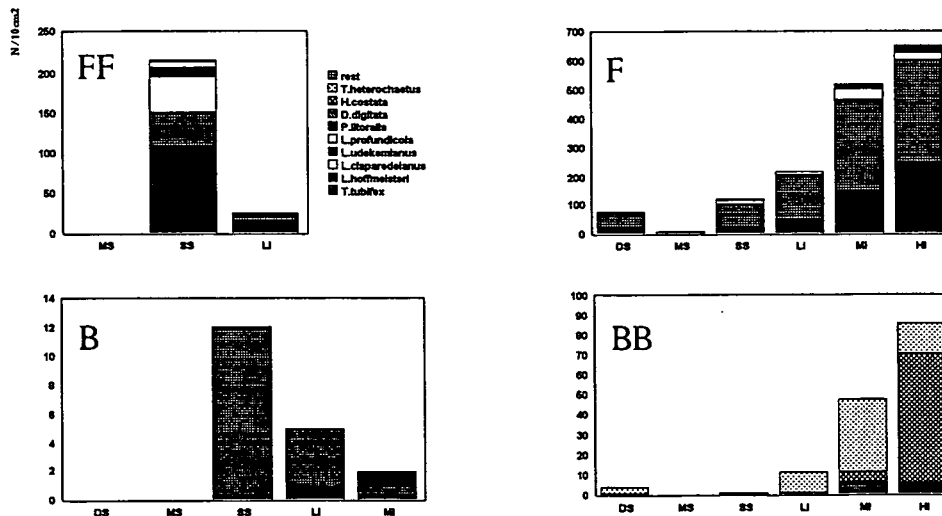 N/10cm2
FF
250
200
150
100
50
0
MS SS LI
rest
T.heterochaetus
H.costata
D.digitata
P.litoralis
L.profundicola
L.udekemianus
L.claparedeianus
L.hoffmeisteri
T.tubifex
F
700
600
500
400
300
200
100
0
DS MS SS LI MI HI
B
14
12
10
8
6
4
2
0
DS MS SS LI MI
BB
100
90
80
70
60
50
40
30
20
10
0
DS MS SS LI MI HI